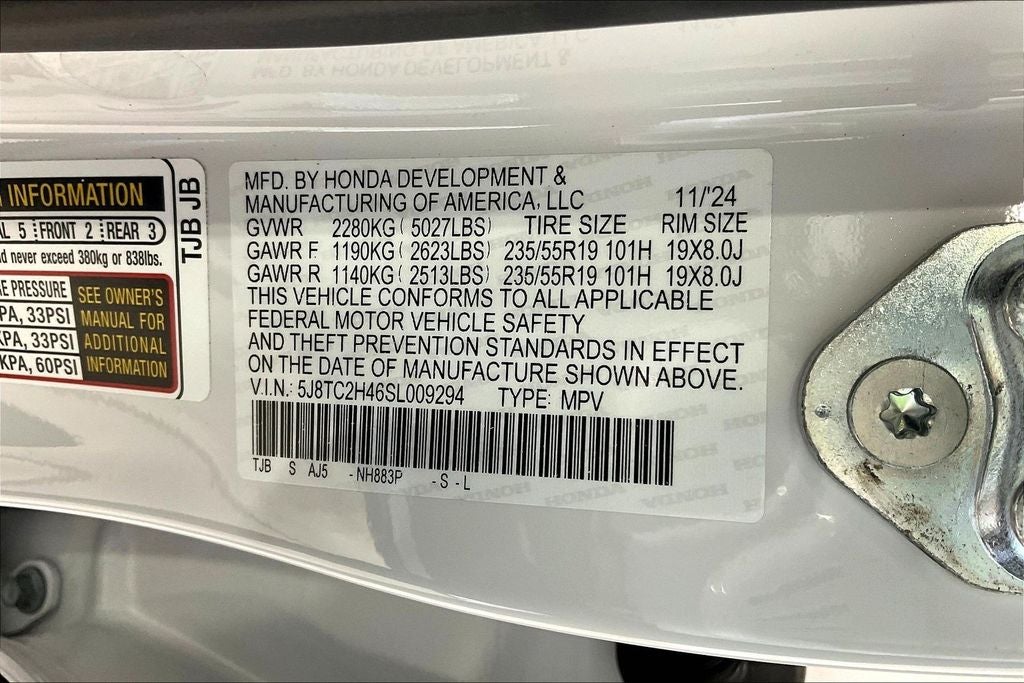 INFORMATION
5 FRONT 2 REAR 3
never exceed 380kg or 838lbs.
PRESSURE
KPA, 33PSI
KPA, 33PSI
KPA, 60PSI
SEE OWNER'S
MANUAL FOR
ADDITIONAL
INFORMATION
TJB JB
MFD. BY HONDA DEVELOPMENT &
MANUFACTURING OF AMERICA, LLC 11/'24
GVWR 2280KG ( 5027LBS) TIRE SIZE RIM SIZE
GAWR F 1190KG ( 2623LBS) 235/55R19 101H 19X8.0J
GAWR R 1140KG ( 2513LBS) 235/55R19 101H 19X8.0J
THIS VEHICLE CONFORMS TO ALL APPLICABLE
FEDERAL MOTOR VEHICLE SAFETY
AND THEFT PREVENTION STANDARDS IN EFFECT
ON THE DATE OF MANUFACTURE SHOWN ABOVE.
V.I.N.: 5J8TC2H46SL009294 TYPE: MPV
TJB S AJ5 -NH883P -S-L